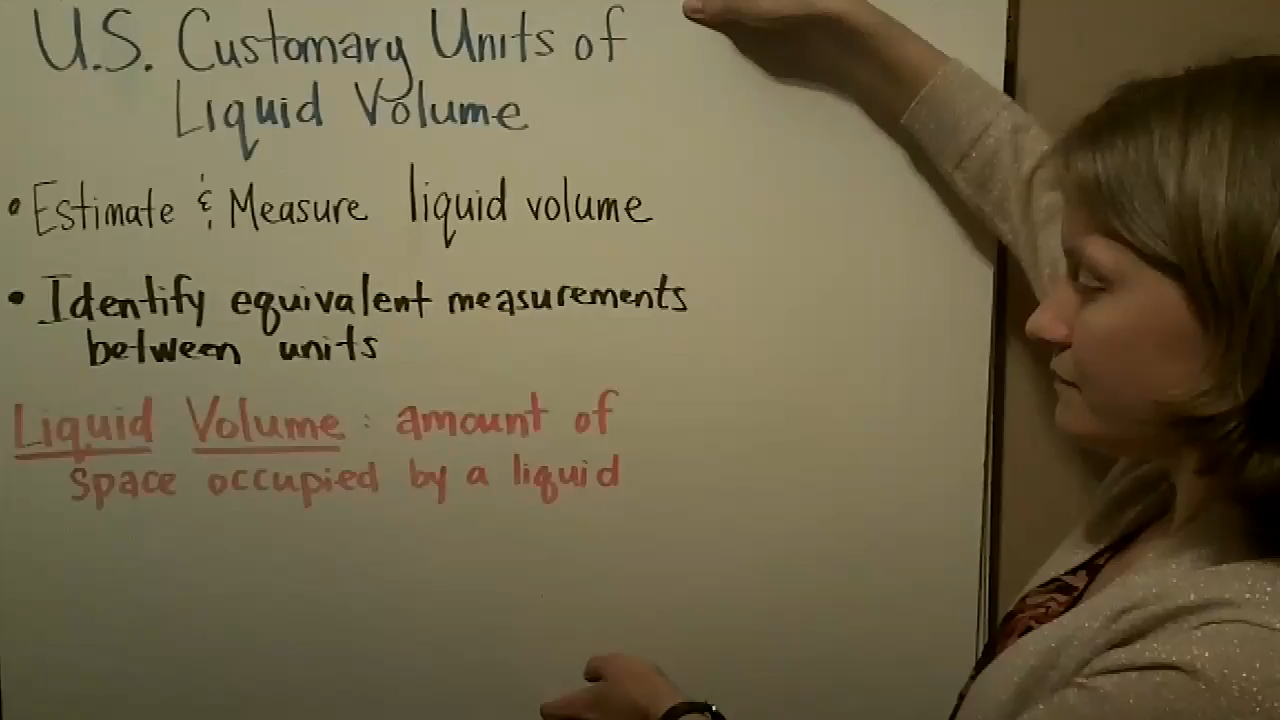 U.S. Customary Units of
Liquid Volume
• Estimate & Measure liquid volume
• Identify equivalent measurements
between units
Liquid Volume: amount of
space occupied by a liquid